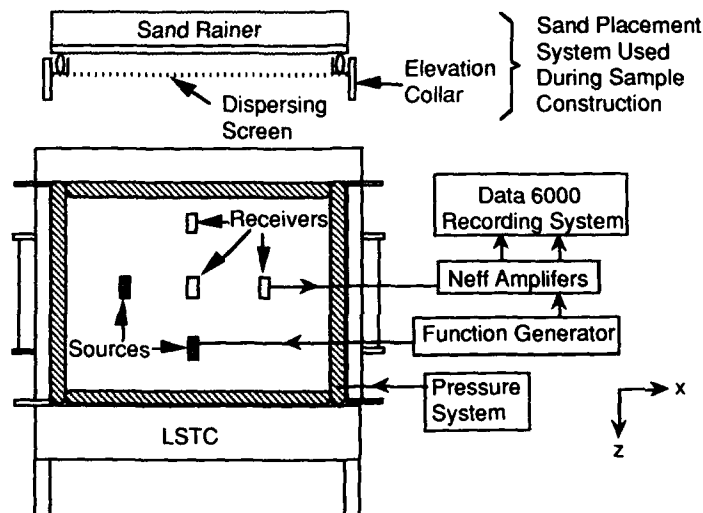 Sand Rainer
Dispersing
Screen
Elevation
Collar
Sand Placement
System Used
During Sample
Construction
Receivers
Sources
LSTC
Data 6000
Recording System
Neff Amplifers
Function Generator
Pressure
System
x
z